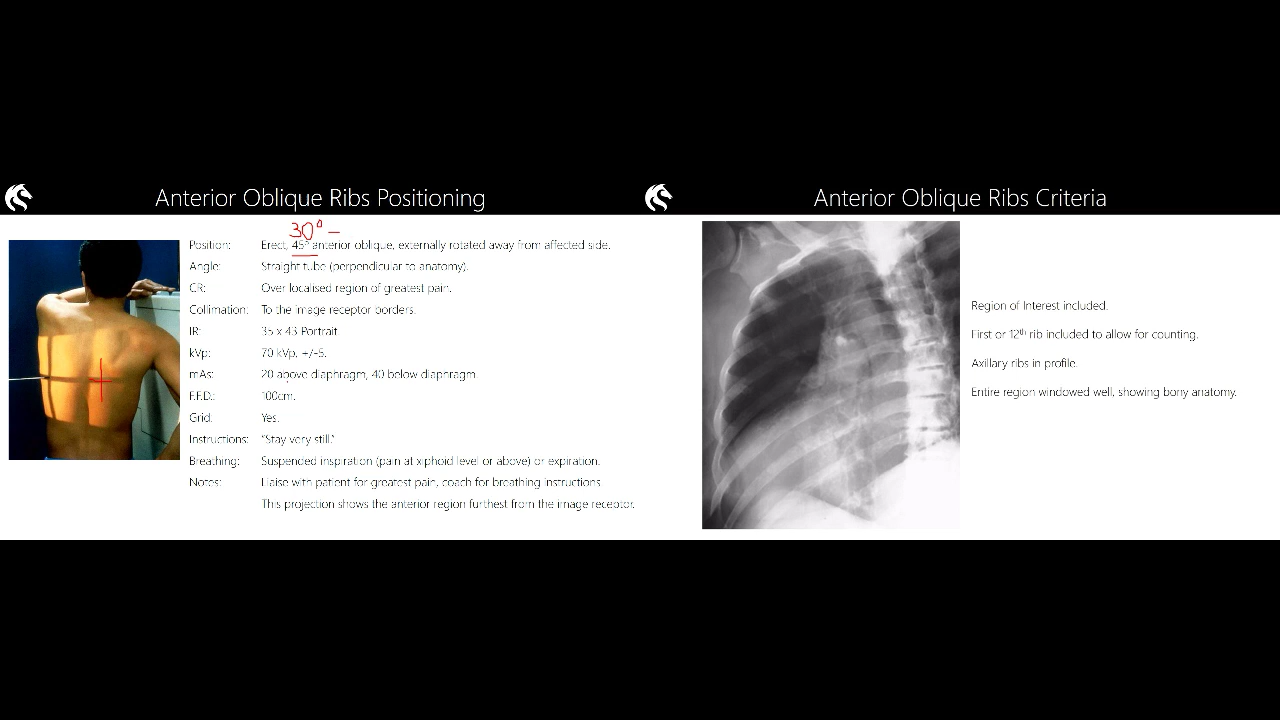 Anterior Oblique Ribs Positioning
30° –
Position: Erect, 45° anterior oblique, externally rotated away from affected side.
Angle: Straight tube (perpendicular to anatomy).
CR: Over localised region of greatest pain.
Collimation: To the image receptor borders.
IR: 35 x 43 Portrait.
kVp: 70 kVp, +/-5.
mAs: 20 above diaphragm, 40 below diaphragm.
F.F.D.: 100cm.
Grid: Yes.
Instructions: "Stay very still."
Breathing: Suspended inspiration (pain at xiphoid level or above) or expiration.
Notes: Liaise with patient for greatest pain, coach for breathing instructions.
This projection shows the anterior region furthest from the image receptor.
Anterior Oblique Ribs Criteria
Region of Interest included.
First or 12th rib included to allow for counting.
Axillary ribs in profile.
Entire region windowed well, showing bony anatomy.